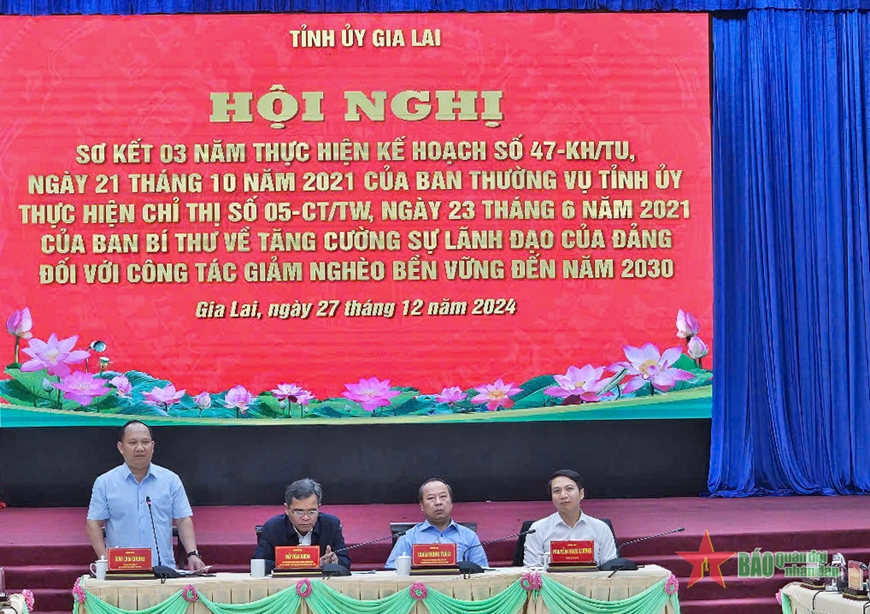 TỈNH ỦY GIA LAI
HỘI NGHỊ
SƠ KẾT 03 NĂM THỰC HIỆN KẾ HOẠCH SỐ 47-KH/TU,
NGÀY 21 THÁNG 10 NĂM 2021 CỦA BAN THƯỜNG VỤ TỈNH ỦY
THỰC HIỆN CHỈ THỊ SỐ 05-CT/TW, NGÀY 23 THÁNG 6 NĂM 2021
CỦA BAN BÍ THƯ VỀ TĂNG CƯỜNG SỰ LÃNH ĐẠO CỦA ĐẢNG
ĐỐI VỚI CÔNG TÁC GIẢM NGHÈO BỀN VỮNG ĐẾN NĂM 2030
Gia Lai, ngày 27 tháng 12 năm 2024
NGUYỄN NGỌC LƯƠNG
BÁO Quân đội
nhân dân